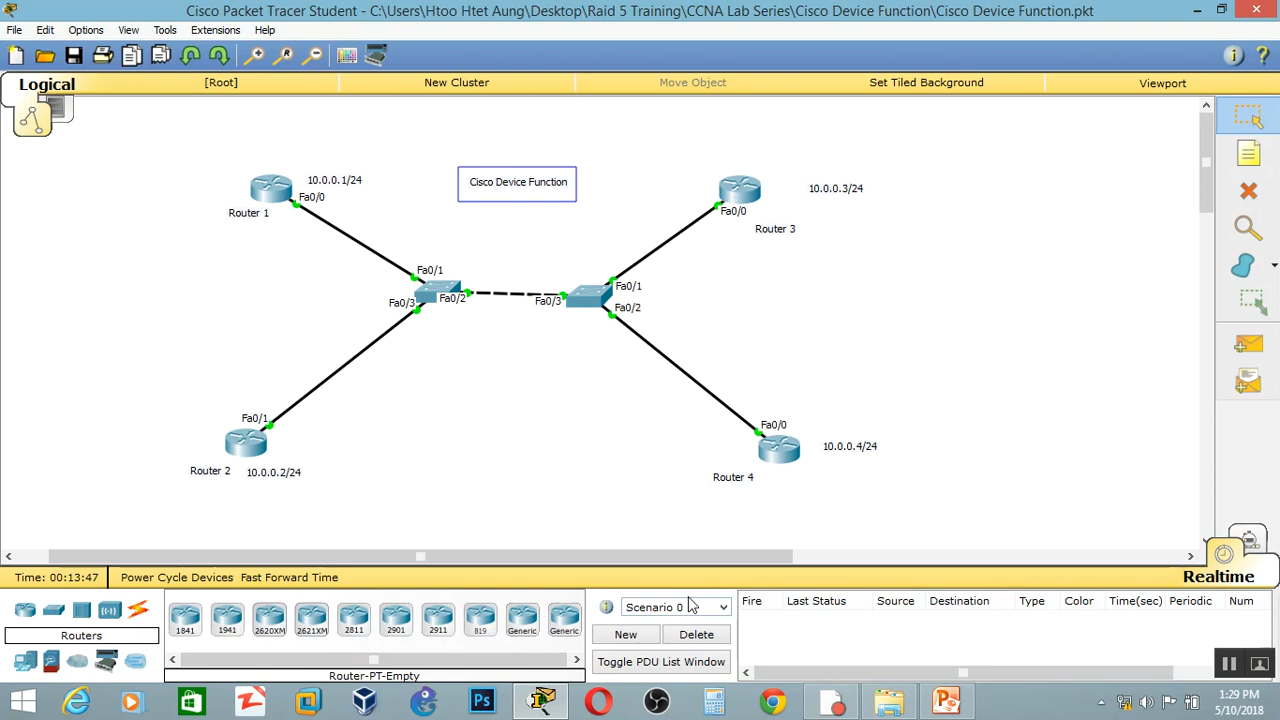 Cisco Packet Tracer Student - C:\Users\Htoo Htet Aung\Desktop\Raid 5 Training\CCNA Lab Series\Cisco Device Function\Cisco Device Function.pkt
File Edit Options View Tools Extensions Help
Logical [Root] New Cluster Move Object Set Tiled Background Viewport
Cisco Device Function
10.0.0.1/24
Fa0/0
Router 1
10.0.0.3/24
Fa0/0
Router 3
Fa0/1
Fa0/3 Fa0/2
Fa0/1
Fa0/3
Fa0/2
Fa0/1
Router 2 10.0.0.2/24
Fa0/0
10.0.0.4/24
Router 4
Realtime
Time: 00:13:47 Power Cycle Devices Fast Forward Time
Routers
1841 1941 2620XM 2621XM 2811 2901 2911 819 Generic Generic
Router-PT-Empty
Scenario 0
New Delete
Toggle PDU List Window
Fire Last Status Source Destination Type Color Time(sec) Periodic Num
Ps
1:29 PM
5/10/2018